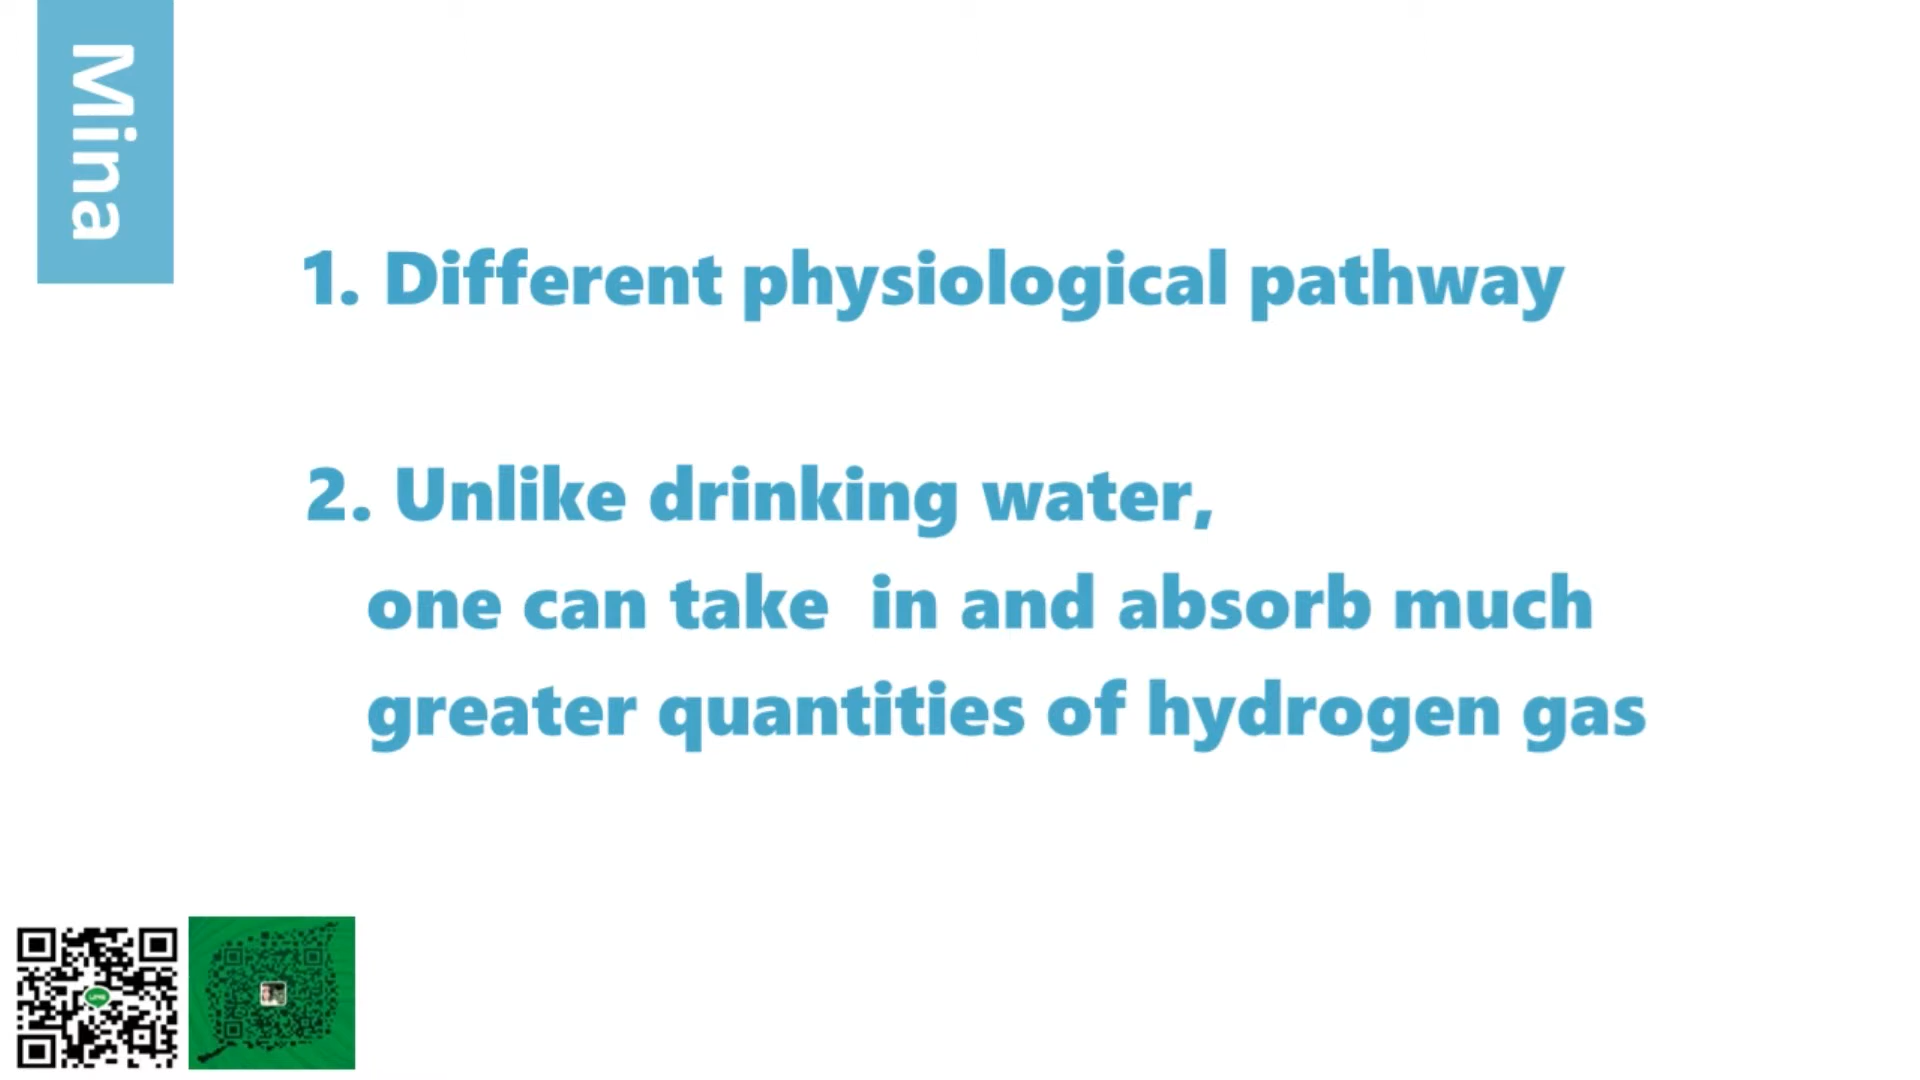 Mina
1. Different physiological pathway
2. Unlike drinking water,
one can take in and absorb much
greater quantities of hydrogen gas
LINE